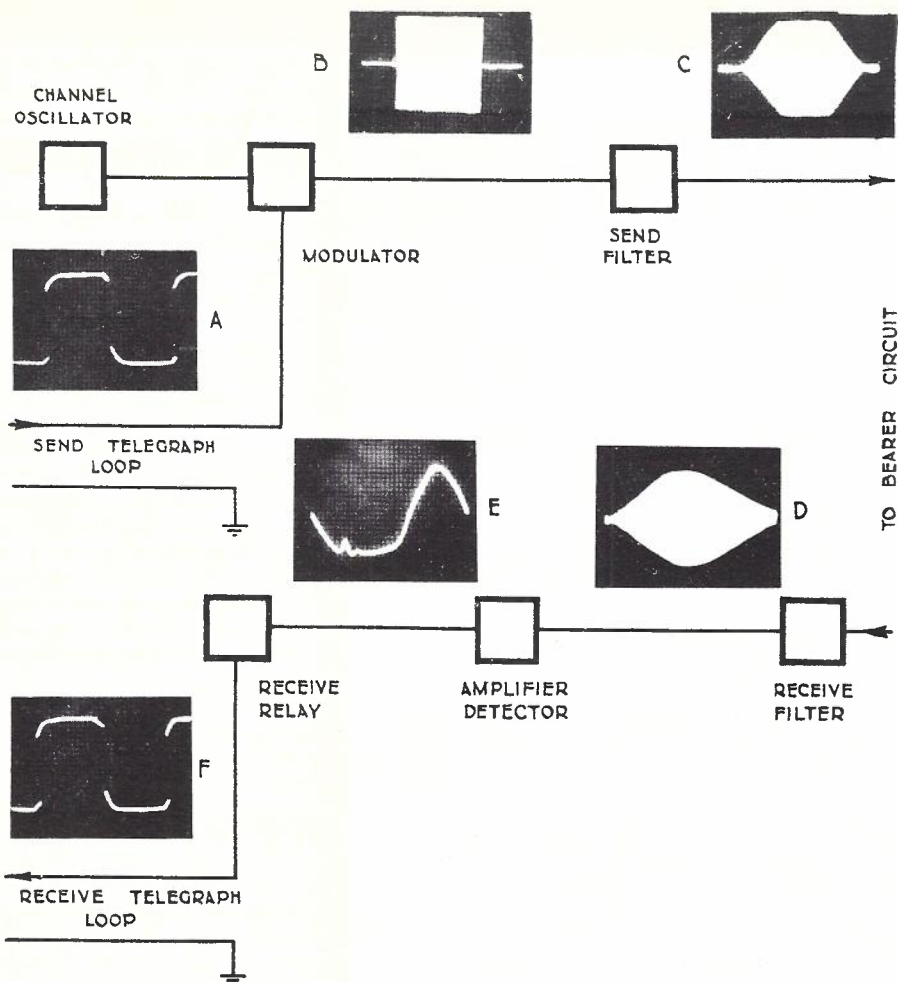 B
C
CHANNEL
OSCILLATOR
MODULATOR
SEND
FILTER
A
SEND TELEGRAPH
LOOP
TO BEARER CIRCUIT
E
D
RECEIVE
RELAY
AMPLIFIER
DETECTOR
RECEIVE
FILTER
F
RECEIVE TELEGRAPH
LOOP